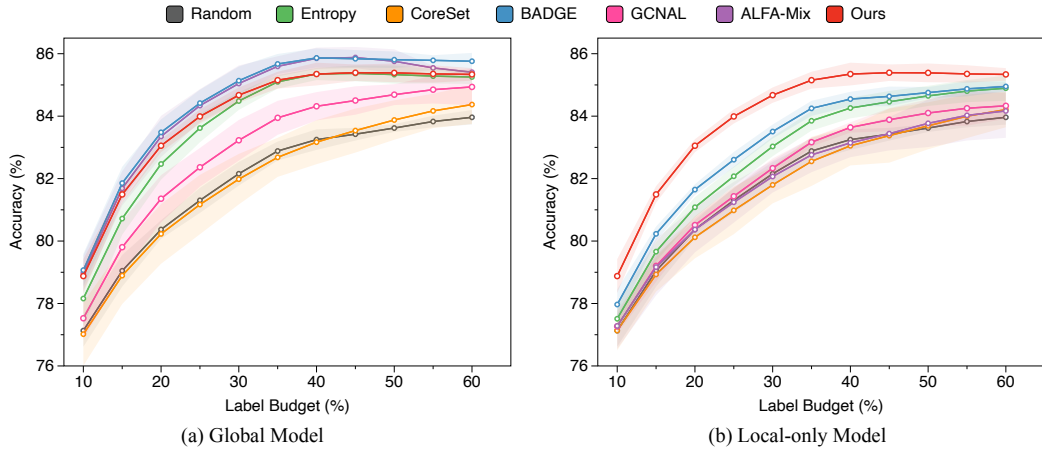 Random Entropy CoreSet BADGE GCNAL ALFA-Mix Ours
86
84
82
80
78
76
Accuracy (%)
10 20 30 40 50 60
Label Budget (%)
(a) Global Model
86
84
82
80
78
76
Accuracy (%)
10 20 30 40 50 60
Label Budget (%)
(b) Local-only Model